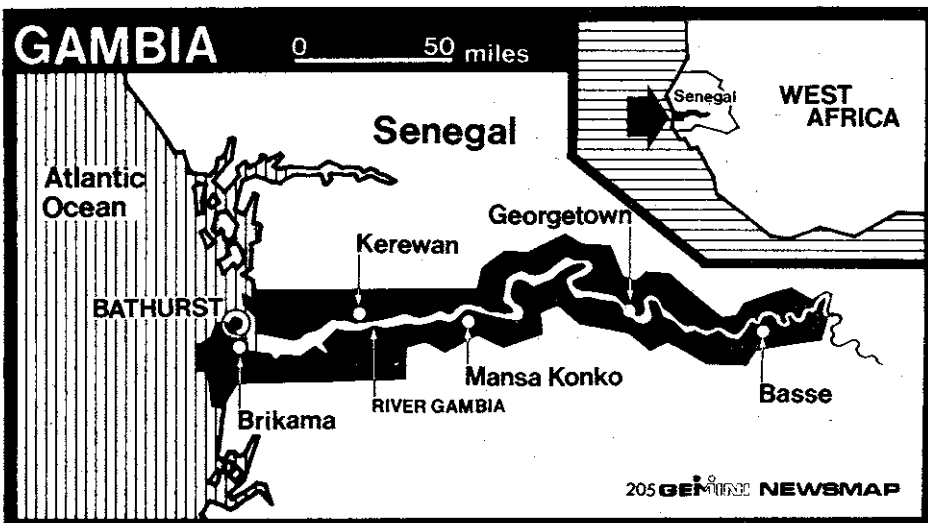 GAMBIA
0 50 miles
Senegal
WEST
AFRICA
Senegal
Atlantic
Ocean
Georgetown
Kerewan
BATHURST
Mansa Konko
RIVER GAMBIA
Basse
Brikama
205 GEMINI NEWSMAP